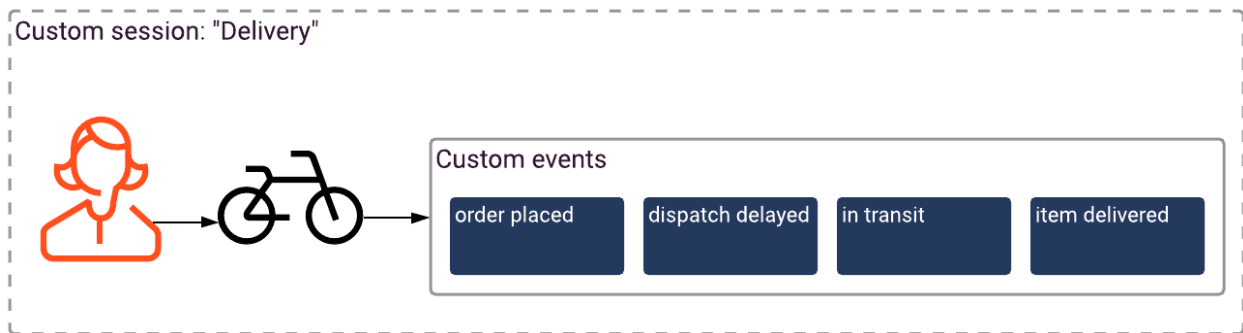 Custom session: "Delivery"
Custom events
order placed
dispatch delayed
in transit
item delivered